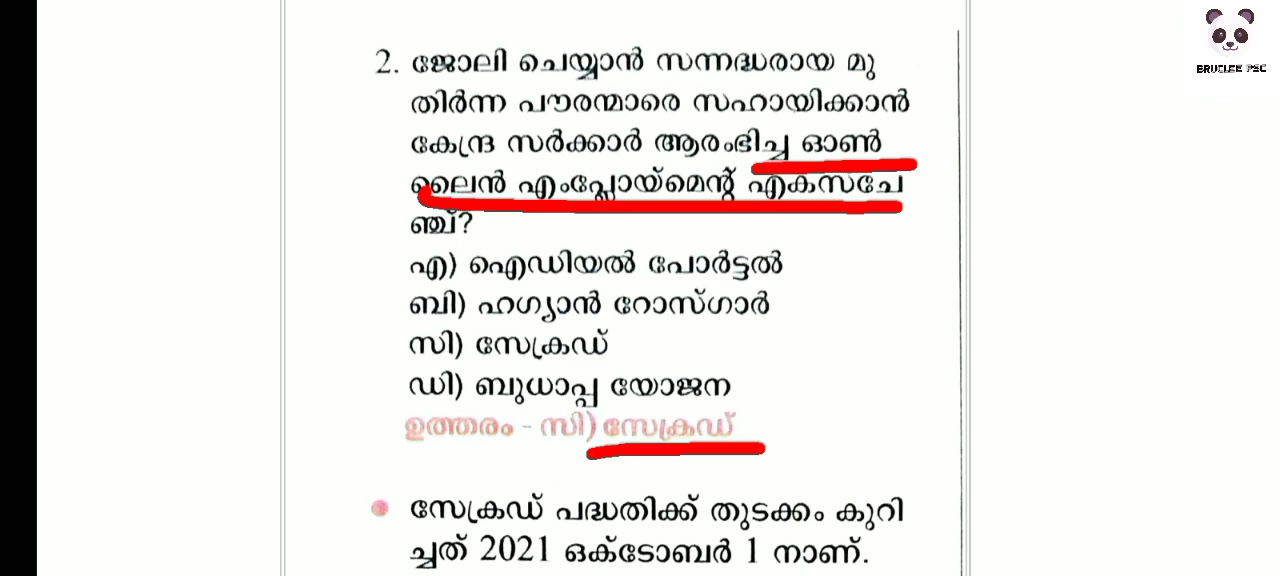 BRUCLEE PSC
2. ജോലി ചെയ്യാൻ സന്നദ്ധരായ മു
തിർന്ന പൗരന്മാരെ സഹായിക്കാൻ
കേന്ദ്ര സർക്കാർ ആരംഭിച്ച ഓൺ
ലൈൻ എംപ്ലോയ്മെന്റ് എക്സചേ
ഞ്ച്?
എ) ഐഡിയൽ പോർട്ടൽ
ബി) ഹഗ്യാൻ റോസ്ഗാർ
സി) സേക്രഡ്
ഡി) ബുധാപ്പ യോജന
ഉത്തരം - സി) സേക്രഡ്
സേക്രഡ് പദ്ധതിക്ക് തുടക്കം കുറി
ച്ചത് 2021 ഒക്ടോബർ 1 നാണ്.